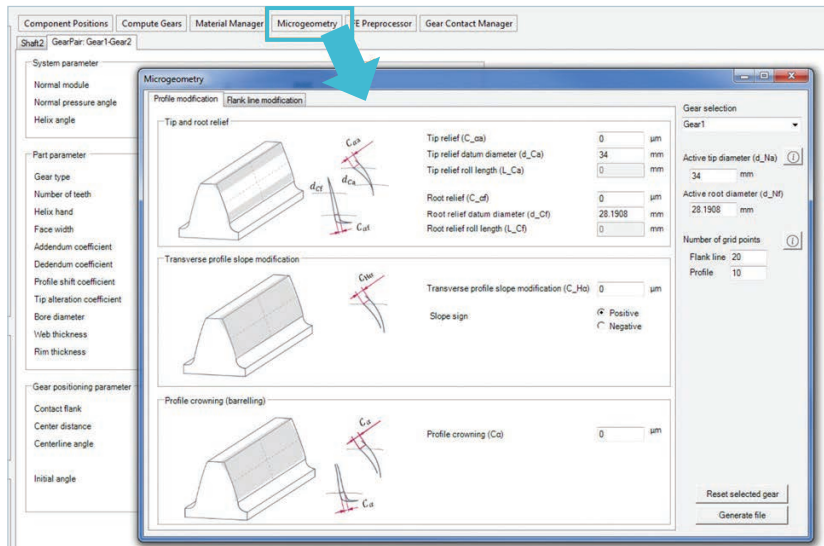 Component Positions Compute Gears Material Manager Microgeometry FE Preprocessor Gear Contact Manager
Shaft2 GearPair: Gear1-Gear2
System parameter
Normal module
Normal pressure angle
Helix angle
Part parameter
Gear type
Number of teeth
Helix hand
Face width
Addendum coefficient
Dedendum coefficient
Profile shift coefficient
Tip alteration coefficient
Bore diameter
Web thickness
Rim thickness
Gear positioning parameter
Contact flank
Center distance
Centerline angle
Initial angle
Microgeometry
Profile modification Flank line modification
Tip and root relief
Cαa
dCa
dCf
Cαf
Tip relief (C_αa) 0 µm
Tip relief datum diameter (d_Ca) 34 mm
Tip relief roll length (L_Ca) 0 mm
Root relief (C_αf) 0 µm
Root relief datum diameter (d_Cf) 28.1908 mm
Root relief roll length (L_Cf) 0 mm
Transverse profile slope modification
CHα
Transverse profile slope modification (C_Hα) 0 µm
Slope sign Positive
Negative
Profile crowning (barrelling)
Cα
Cα
Profile crowning (Cα) 0 µm
Gear selection
Gear1
Active tip diameter (d_Na)
34 mm
Active root diameter (d_Nf)
28.1908 mm
Number of grid points
Flank line 20
Profile 10
Reset selected gear
Generate file